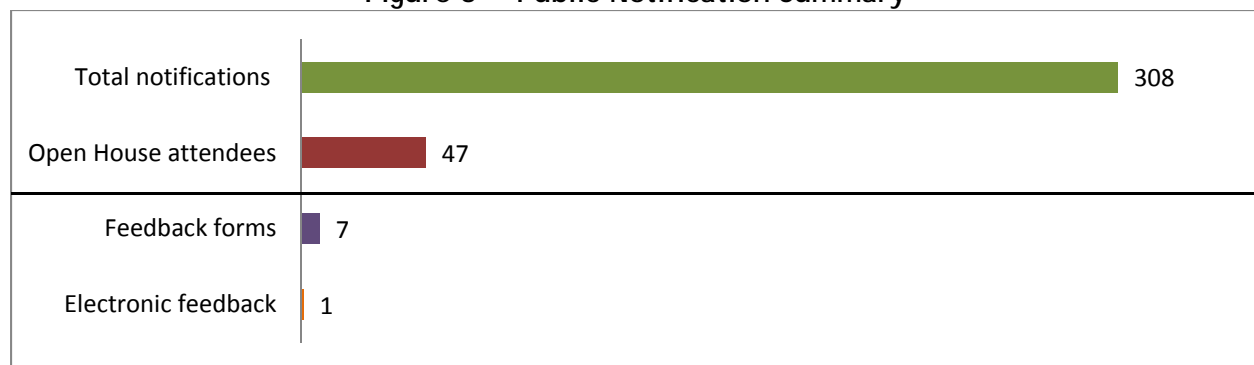 Figure Public Notification Summary
Total notifications 308
Open House attendees 47
Feedback forms 7
Electronic feedback 1